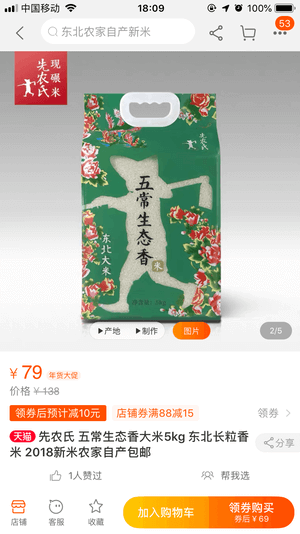 中国移动
18:09
东北农家自产新米
53
现碾米
先农氏
先农氏
五常生态香
米
东北大米
产地
制作
图片
2/5
¥79 年货大促
价格 ¥138
领券后预计减10元 店铺券满88减15 领券
天猫 先农氏 五常生态香大米5kg 东北长粒香
米 2018新米农家自产包邮
分享
1人赞过
帮我选
店铺
客服
收藏
加入购物车
领券购买
券后 ¥69